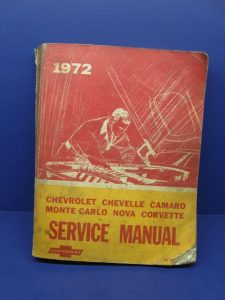 1972
CHEVROLET CHEVELLE CAMARO
MONTE CARLO NOVA CORVETTE
SERVICE MANUAL